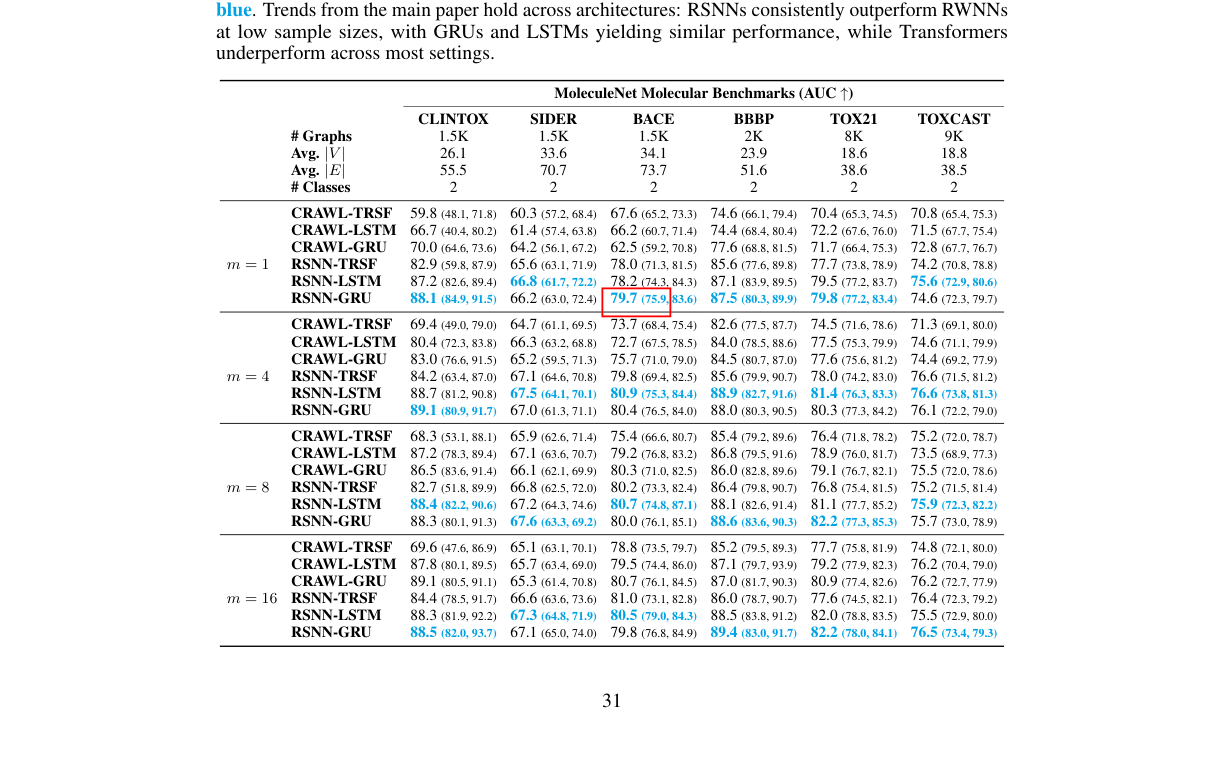 blue. Trends from the main paper hold across architectures: RSNNs consistently outperform RWNNs
at low sample sizes, with GRUs and LSTMs yielding similar performance, while Transformers
underperform across most settings.
MoleculeNet Molecular Benchmarks (AUC ↑)
CLINTOX SIDER BACE BBBP TOX21 TOXCAST
# Graphs 1.5K 1.5K 1.5K 2K 8K 9K
Avg. |V| 26.1 33.6 34.1 23.9 18.6 18.8
Avg. |E| 55.5 70.7 73.7 51.6 38.6 38.5
# Classes 2 2 2 2 2 2
CRAWL-TRSF 59.8 (48.1, 71.8) 60.3 (57.2, 68.4) 67.6 (65.2, 73.3) 74.6 (66.1, 79.4) 70.4 (65.3, 74.5) 70.8 (65.4, 75.3)
CRAWL-LSTM 66.7 (40.4, 80.2) 61.4 (57.4, 63.8) 66.2 (60.7, 71.4) 74.4 (68.4, 80.4) 72.2 (67.6, 76.0) 71.5 (67.7, 75.4)
CRAWL-GRU 70.0 (64.6, 73.6) 64.2 (56.1, 67.2) 62.5 (59.2, 70.8) 77.6 (68.8, 81.5) 71.7 (66.4, 75.3) 72.8 (67.7, 76.7)
m = 1 RSNN-TRSF 82.9 (59.8, 87.9) 65.6 (63.1, 71.9) 78.0 (71.3, 81.5) 85.6 (77.6, 89.8) 77.7 (73.8, 78.9) 74.2 (70.8, 78.8)
RSNN-LSTM 87.2 (82.6, 89.4) 66.8 (61.7, 72.2) 78.2 (74.3, 84.3) 87.1 (83.9, 89.5) 79.5 (77.2, 83.7) 75.6 (72.9, 80.6)
RSNN-GRU 88.1 (84.9, 91.5) 66.2 (63.0, 72.4) 79.7 (75.9, 83.6) 87.5 (80.3, 89.9) 79.8 (77.2, 83.4) 74.6 (72.3, 79.7)
CRAWL-TRSF 69.4 (49.0, 79.0) 64.7 (61.1, 69.5) 73.7 (68.4, 75.4) 82.6 (77.5, 87.7) 74.5 (71.6, 78.6) 71.3 (69.1, 80.0)
CRAWL-LSTM 80.4 (72.3, 83.8) 66.3 (63.2, 68.8) 72.7 (67.5, 78.5) 84.0 (78.5, 88.6) 77.5 (75.3, 79.9) 74.6 (71.1, 79.9)
CRAWL-GRU 83.0 (76.6, 91.5) 65.2 (59.5, 71.3) 75.7 (71.0, 79.0) 84.5 (80.7, 87.0) 77.6 (75.6, 81.2) 74.4 (69.2, 77.9)
m = 4 RSNN-TRSF 84.2 (63.4, 87.0) 67.1 (64.6, 70.8) 79.8 (69.4, 82.5) 85.6 (79.9, 90.7) 78.0 (74.2, 83.0) 76.6 (71.5, 81.2)
RSNN-LSTM 88.7 (81.2, 90.8) 67.5 (64.1, 70.1) 80.9 (75.3, 84.4) 88.9 (82.7, 91.6) 81.4 (76.3, 83.3) 76.6 (73.8, 81.3)
RSNN-GRU 89.1 (80.9, 91.7) 67.0 (61.3, 71.1) 80.4 (76.5, 84.0) 88.0 (80.3, 90.5) 80.3 (77.3, 84.2) 76.1 (72.2, 79.0)
CRAWL-TRSF 68.3 (53.1, 88.1) 65.9 (62.6, 71.4) 75.4 (66.6, 80.7) 85.4 (79.2, 89.6) 76.4 (71.8, 78.2) 75.2 (72.0, 78.7)
CRAWL-LSTM 87.2 (78.3, 89.4) 67.1 (63.6, 70.7) 79.2 (76.8, 83.2) 86.8 (79.5, 91.6) 78.9 (76.0, 81.7) 73.5 (68.9, 77.3)
CRAWL-GRU 86.5 (83.6, 91.4) 66.1 (62.1, 69.9) 80.3 (71.0, 82.5) 86.0 (82.8, 89.6) 79.1 (76.7, 82.1) 75.5 (72.0, 78.6)
m = 8 RSNN-TRSF 82.7 (51.8, 89.9) 66.8 (62.5, 72.0) 80.2 (73.3, 82.4) 86.4 (79.8, 90.7) 76.8 (75.4, 81.5) 75.2 (71.5, 81.4)
RSNN-LSTM 88.4 (82.2, 90.6) 67.2 (64.3, 74.6) 80.7 (74.8, 87.1) 88.1 (82.6, 91.4) 81.1 (77.7, 85.2) 75.9 (72.3, 82.2)
RSNN-GRU 88.3 (80.1, 91.3) 67.6 (63.3, 69.2) 80.0 (76.1, 85.1) 88.6 (83.6, 90.3) 82.2 (77.3, 85.3) 75.7 (73.0, 78.9)
CRAWL-TRSF 69.6 (47.6, 86.9) 65.1 (63.1, 70.1) 78.8 (73.5, 79.7) 85.2 (79.5, 89.3) 77.7 (75.8, 81.9) 74.8 (72.1, 80.0)
CRAWL-LSTM 87.8 (80.1, 89.5) 65.7 (63.4, 69.0) 79.5 (74.4, 86.0) 87.1 (79.7, 93.9) 79.2 (77.9, 82.3) 76.2 (70.4, 79.0)
CRAWL-GRU 89.1 (80.5, 91.1) 65.3 (61.4, 70.8) 80.7 (76.1, 84.5) 87.0 (81.7, 90.3) 80.9 (77.4, 82.6) 76.2 (72.7, 77.9)
m = 16 RSNN-TRSF 84.4 (78.5, 91.7) 66.6 (63.6, 73.6) 81.0 (73.1, 82.8) 86.0 (78.7, 90.7) 77.6 (74.5, 82.1) 76.4 (72.3, 79.2)
RSNN-LSTM 88.3 (81.9, 92.2) 67.3 (64.8, 71.9) 80.5 (79.0, 84.3) 88.5 (83.8, 91.2) 82.0 (78.8, 83.5) 75.5 (72.9, 80.0)
RSNN-GRU 88.5 (82.0, 93.7) 67.1 (65.0, 74.0) 79.8 (76.8, 84.9) 89.4 (83.0, 91.7) 82.2 (78.0, 84.1) 76.5 (73.4, 79.3)
31